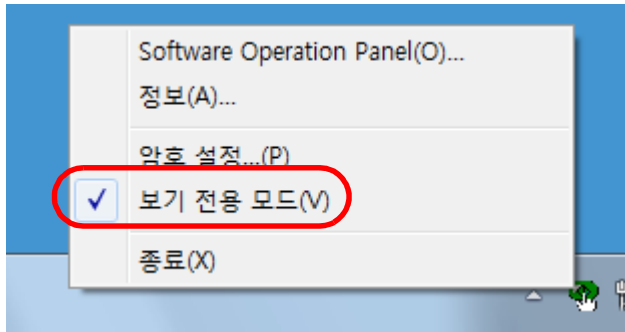 Software Operation Panel(O)...
정보(A)...
암호 설정...(P)
보기 전용 모드(V)
종료(X)